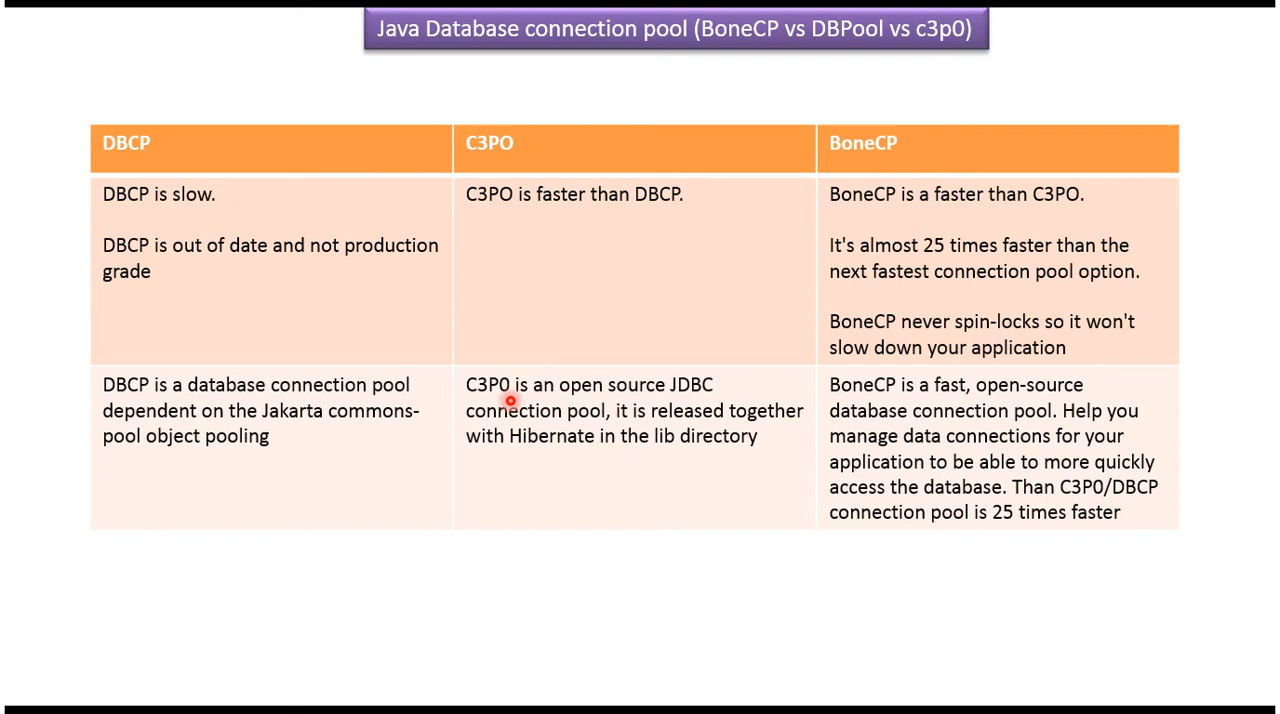 Java Database connection pool (BoneCP vs DBPool vs c3p0)
DBCP
C3PO
BoneCP
DBCP is slow.
DBCP is out of date and not production
grade
C3PO is faster than DBCP.
BoneCP is a faster than C3PO.
It's almost 25 times faster than the
next fastest connection pool option.
BoneCP never spin-locks so it won't
slow down your application
DBCP is a database connection pool
dependent on the Jakarta commons-
pool object pooling
C3P0 is an open source JDBC
connection pool, it is released together
with Hibernate in the lib directory
BoneCP is a fast, open-source
database connection pool. Help you
manage data connections for your
application to be able to more quickly
access the database. Than C3P0/DBCP
connection pool is 25 times faster